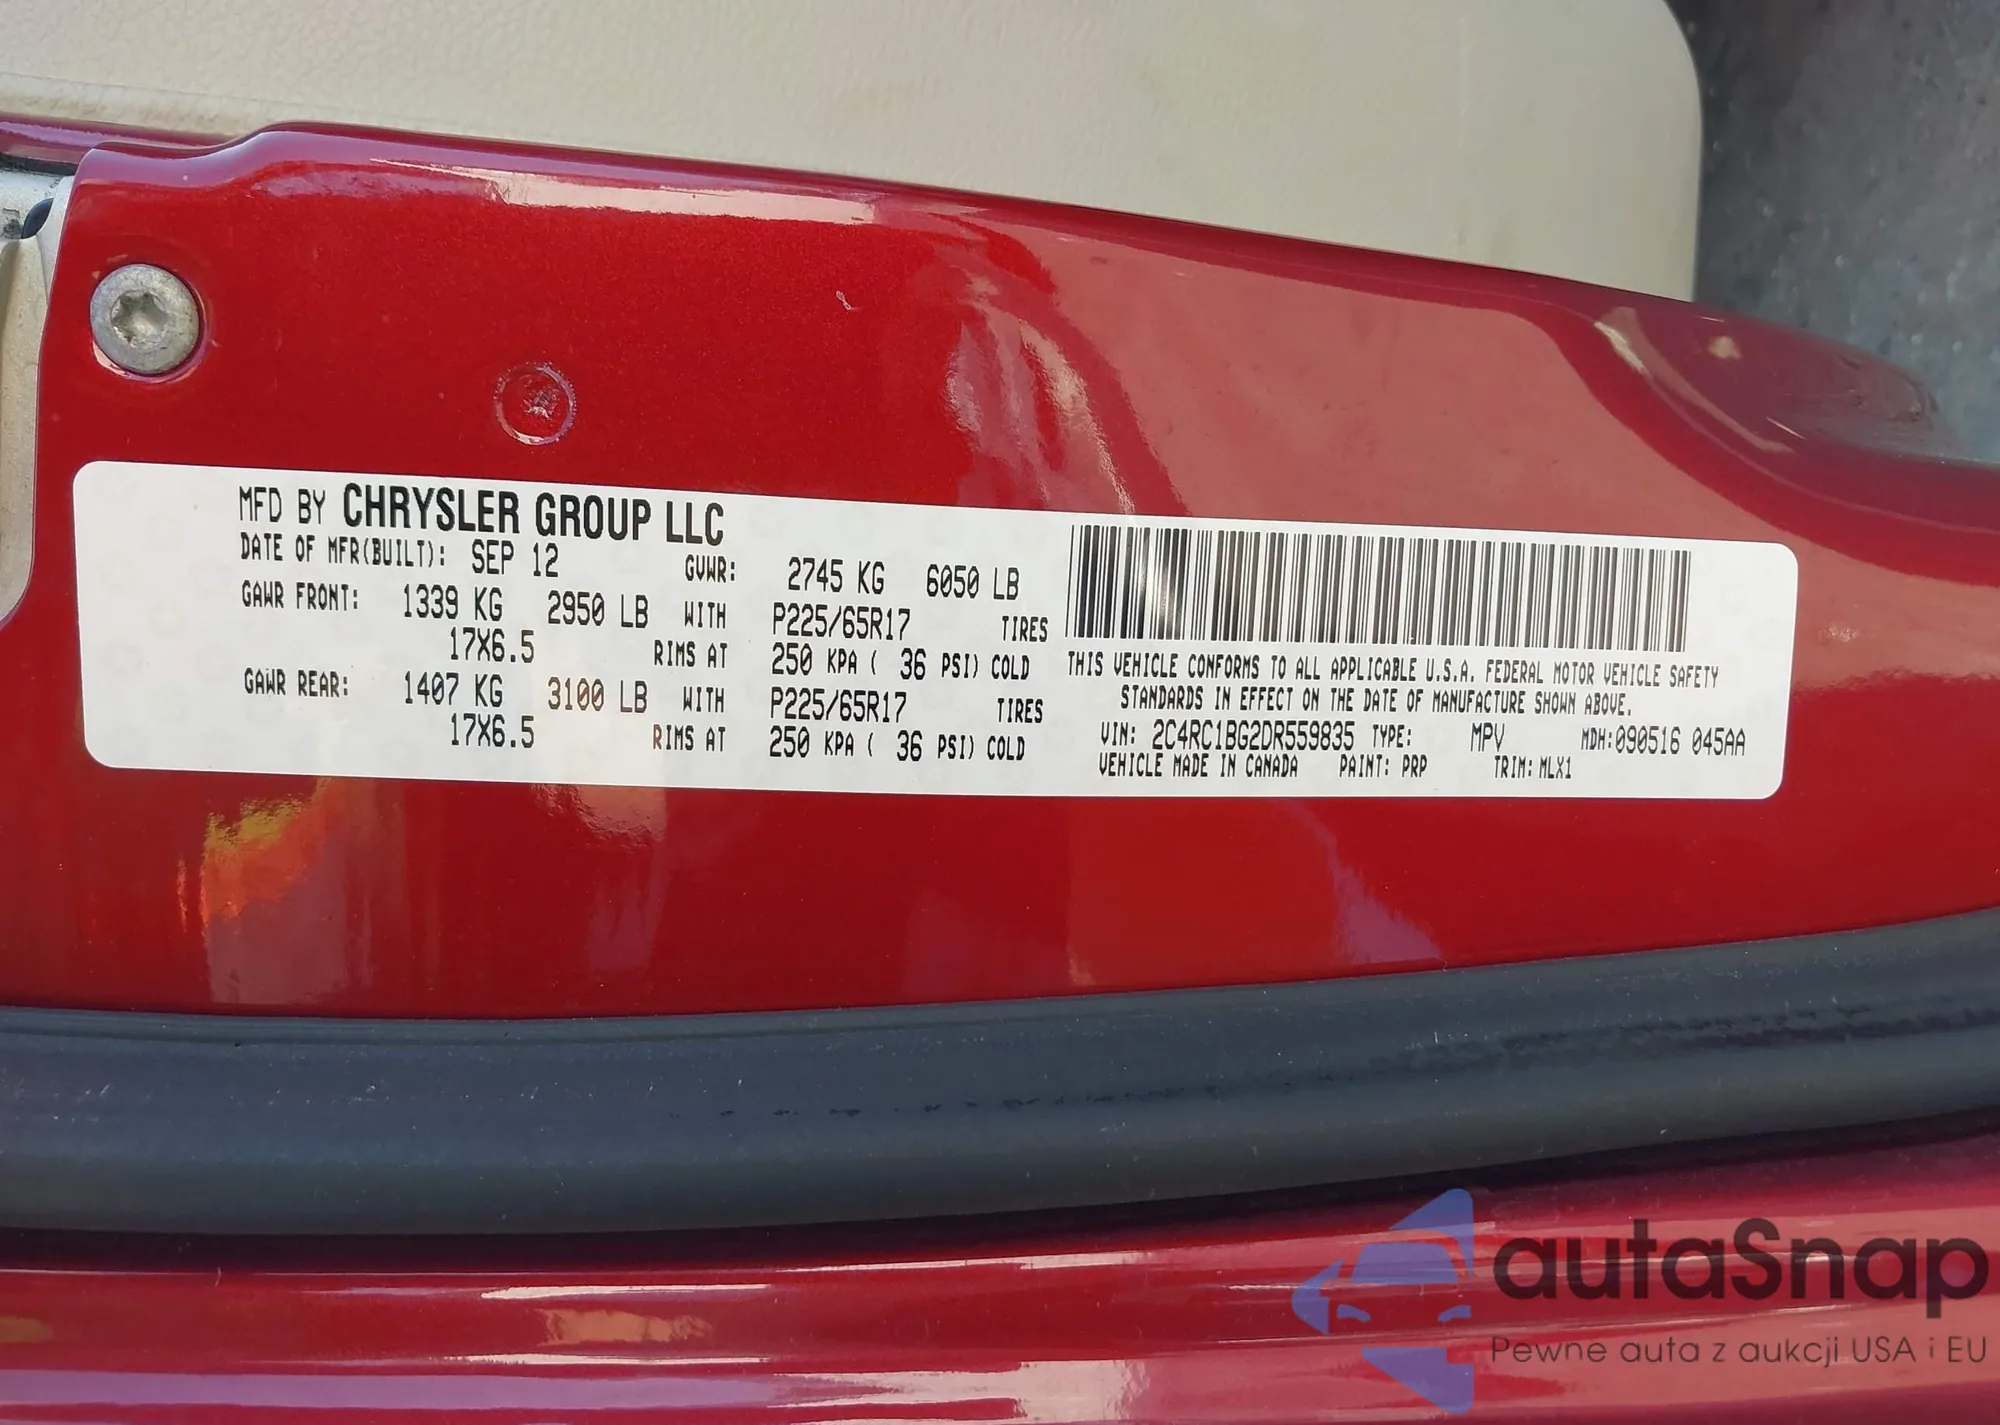 MFD BY CHRYSLER GROUP LLC
DATE OF MFR(BUILT): SEP 12 GVWR: 2745 KG 6050 LB
GAWR FRONT: 1339 KG 2950 LB WITH P225/65R17 TIRES
17X6.5 RIMS AT 250 KPA ( 36 PSI) COLD
GAWR REAR: 1407 KG 3100 LB WITH P225/65R17 TIRES
17X6.5 RIMS AT 250 KPA ( 36 PSI) COLD
THIS VEHICLE CONFORMS TO ALL APPLICABLE U.S.A. FEDERAL MOTOR VEHICLE SAFETY
STANDARDS IN EFFECT ON THE DATE OF MANUFACTURE SHOWN ABOVE.
VIN: 2C4RC1BG2DR559835 TYPE: MPV MDH:090516 045AA
VEHICLE MADE IN CANADA PAINT: PRP TRIM: MLX1
autaSnap
Pewne auta z aukcji USA i EU